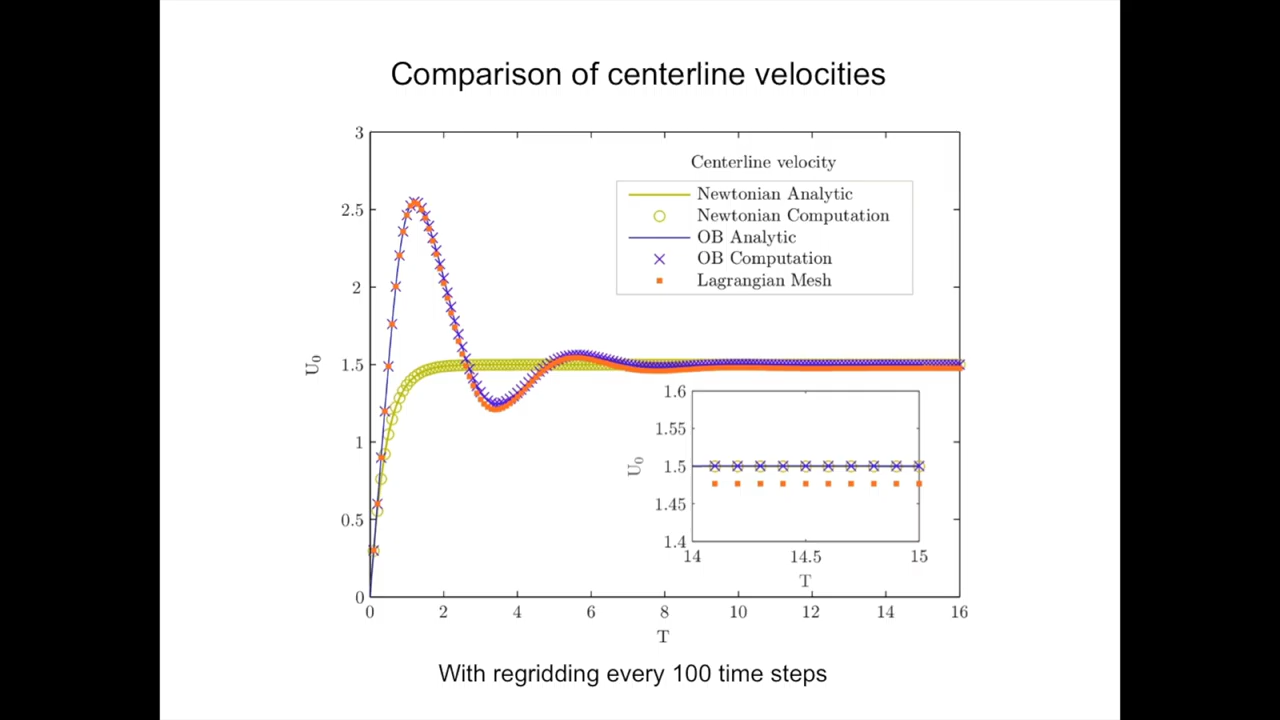 Comparison of centerline velocities
3
2.5
2
1.5
1
0.5
0
U₀
0 2 4 6 8 10 12 14 16
T
Centerline velocity
Newtonian Analytic
Newtonian Computation
OB Analytic
OB Computation
Lagrangian Mesh
1.6
1.55
1.5
1.45
1.4
U₀
14 14.5 15
T
With regridding every 100 time steps